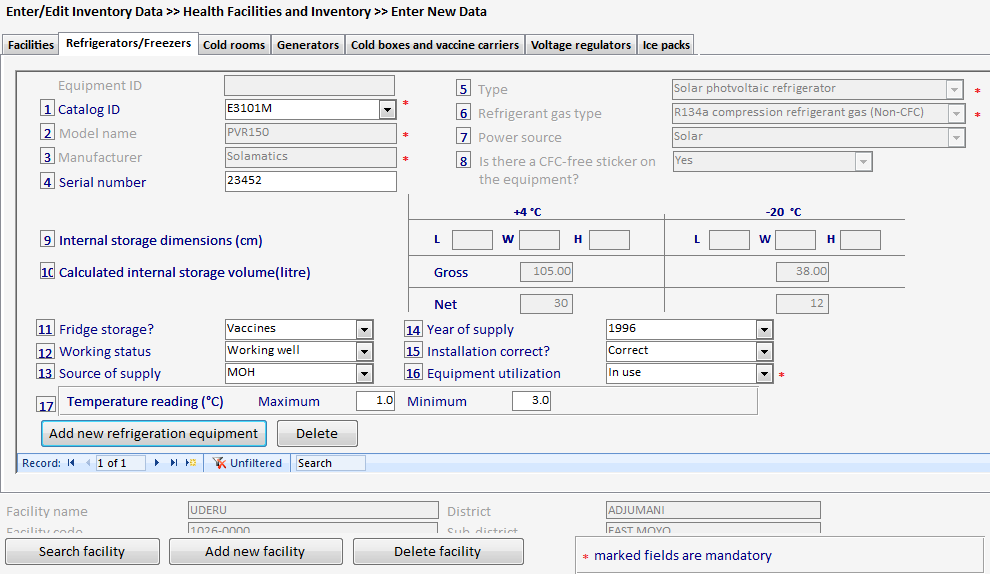 Enter/Edit Inventory Data >> Health Facilities and Inventory >> Enter New Data
Facilities Refrigerators/Freezers Cold rooms Generators Cold boxes and vaccine carriers Voltage regulators Ice packs
Equipment ID
1 Catalog ID E3101M *
2 Model name PVR150 *
3 Manufacturer Solamatics *
4 Serial number 23452
5 Type Solar photvoltaic refrigerator *
6 Refrigerant gas type R134a compression refrigerant gas (Non-CFC) *
7 Power source Solar
8 Is there a CFC-free sticker on Yes
the equipment?
+4 °C -20 °C
9 Internal storage dimensions (cm) L W H L W H
10 Calculated internal storage volume(litre) Gross 105.00 38.00
Net 30 12
11 Fridge storage? Vaccines 14 Year of supply 1996
12 Working status Working well 15 Installation correct? Correct
13 Source of supply MOH 16 Equipment utilization In use *
17 Temperature reading (°C) Maximum 1.0 Minimum 3.0
Add new refrigeration equipment Delete
Record: 1 of 1 Unfiltered Search
Facility name UDERU District ADJUMANI
Facility code 1026-0000 Sub-district EAST MOYO
Search facility Add new facility Delete facility * marked fields are mandatory